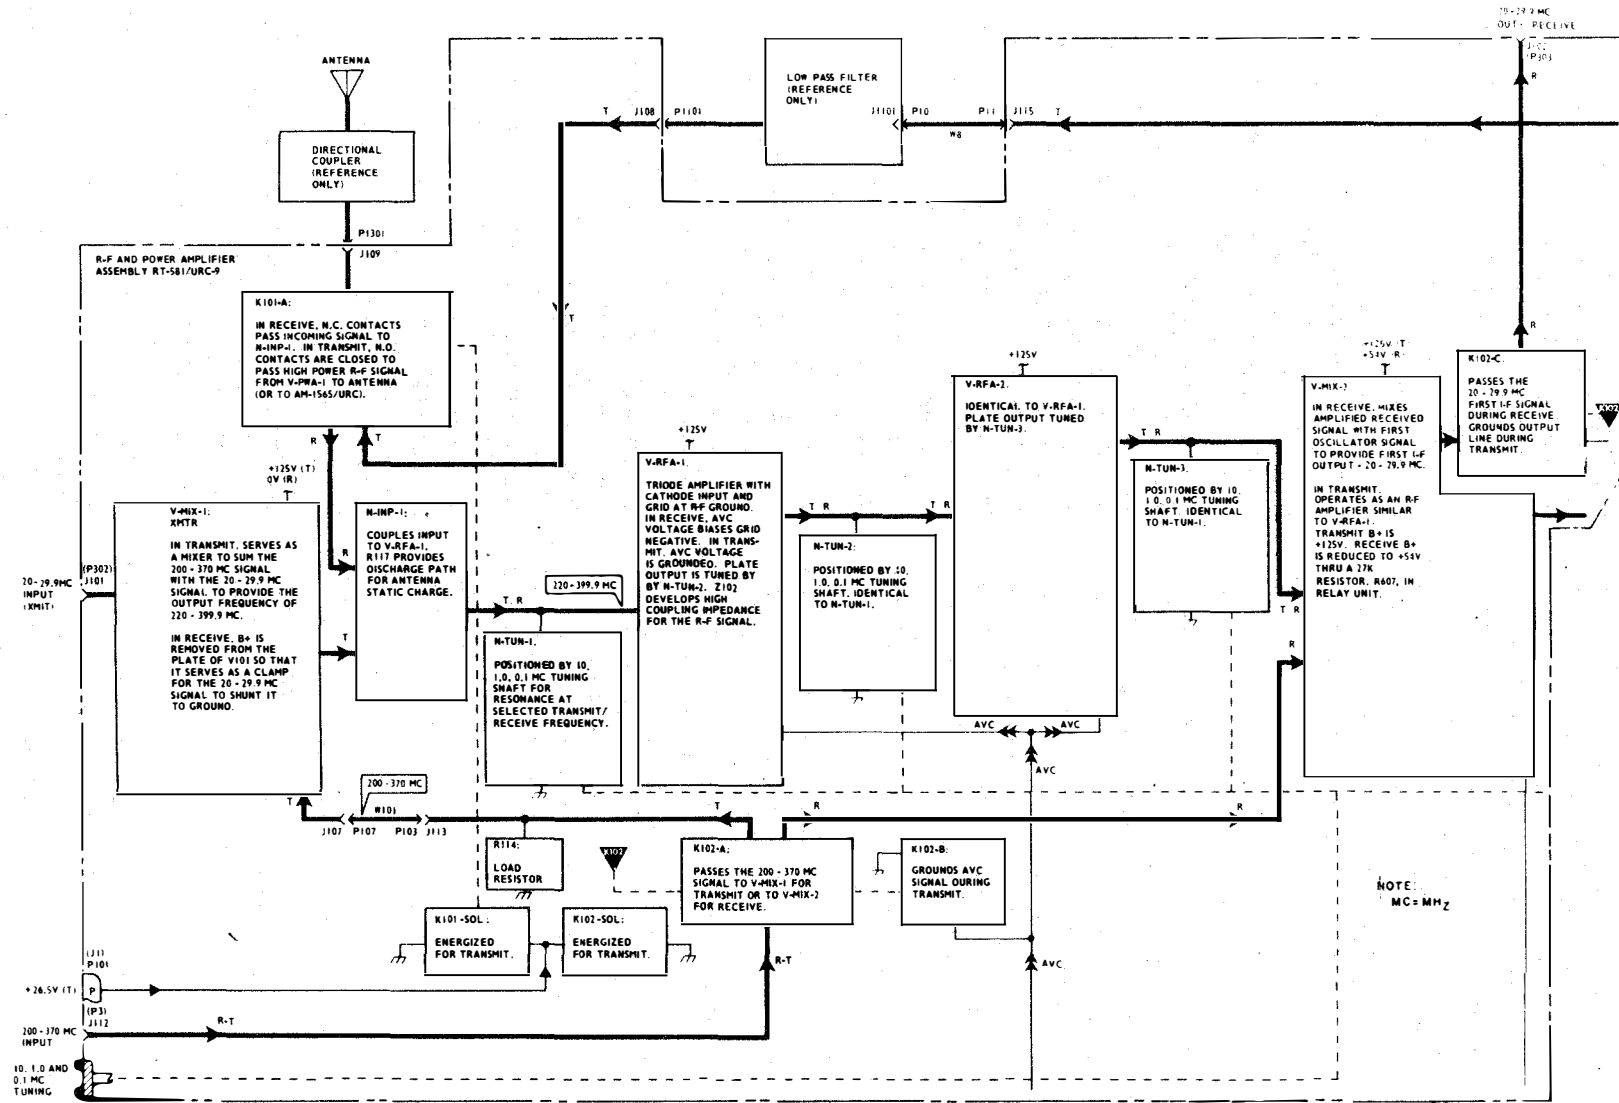 20-29.9 MC
OUT: RECEIVE
J102
(P303)
R
ANTENNA
DIRECTIONAL
COUPLER
(REFERENCE
ONLY)
P1301
J109
R-F AND POWER AMPLIFIER
ASSEMBLY RT-581/URC-9
T
J108
P1101
LOW PASS FILTER
(REFERENCE
ONLY)
J1101
P10
W8
P11
J115
T
T
K101-A:
IN RECEIVE, N.C. CONTACTS
PASS INCOMING SIGNAL TO
N-INP-1. IN TRANSMIT, N.O.
CONTACTS ARE CLOSED TO
PASS HIGH POWER R-F SIGNAL
FROM V-PWA-1 TO ANTENNA
(OR TO AM-1565/URC).
R
T
+125V (T)
0V (R)
V-MIX-1:
XMTR
IN TRANSMIT, SERVES AS
A MIXER TO SUM THE
200-370 MC SIGNAL
WITH THE 20-29.9 MC
SIGNAL TO PROVIDE THE
OUTPUT FREQUENCY OF
220-399.9 MC.
IN RECEIVE, B+ IS
REMOVED FROM THE
PLATE OF V101 SO THAT
IT SERVES AS A CLAMP
FOR THE 20-29.9 MC
SIGNAL TO SHUNT IT
TO GROUND.
(P302)
J101
20-29.9MC
INPUT
(XMIT)
R
T
N-INP-1:
COUPLES INPUT
TO V-RFA-1,
R117 PROVIDES
DISCHARGE PATH
FOR ANTENNA
STATIC CHARGE.
T R
220-399.9 MC
N-TUN-1.
POSITIONED BY 10,
1.0, 0.1 MC TUNING
SHAFT FOR
RESONANCE AT
SELECTED TRANSMIT/
RECEIVE FREQUENCY.
+125V
V-RFA-1.
TRIODE AMPLIFIER WITH
CATHODE INPUT AND
GRID AT R-F GROUND.
IN RECEIVE, AVC
VOLTAGE BIASES GRID
NEGATIVE. IN TRANS-
MIT, AVC VOLTAGE
IS GROUNDED. PLATE
OUTPUT IS TUNED BY
BY N-TUN-2. Z102
DEVELOPS HIGH
COUPLING IMPEDANCE
FOR THE R-F SIGNAL.
T R
T R
N-TUN-2:
POSITIONED BY 10,
1.0, 0.1 MC TUNING
SHAFT, IDENTICAL
TO N-TUN-1.
+125V
V-RFA-2.
IDENTICAL TO V-RFA-1.
PLATE OUTPUT TUNED
BY N-TUN-3.
T R
N-TUN-3.
POSITIONED BY 10,
1.0, 0.1 MC TUNING
SHAFT. IDENTICAL
TO N-TUN-1.
T R
R
+125V (T)
+54V (R)
V-MIX-2
IN RECEIVE, MIXES
AMPLIFIED RECEIVED
SIGNAL WITH FIRST
OSCILLATOR SIGNAL
TO PROVIDE FIRST I-F
OUTPUT - 20-29.9 MC.
IN TRANSMIT.
OPERATES AS AN R-F
AMPLIFIER SIMILAR
TO V-RFA-1.
TRANSMIT B+ IS
+125V. RECEIVE B+
IS REDUCED TO +54V
THRU A 27K
RESISTOR, R607, IN
RELAY UNIT.
R
K102-C.
PASSES THE
20-29.9 MC
FIRST I-F SIGNAL
DURING RECEIVE
GROUNDS OUTPUT
LINE DURING
TRANSMIT.
K102
AVC
AVC
AVC
T
200-370 MC
W101
J107
P107
P103
J113
T
R
R
R114:
LOAD
RESISTOR
K102
K102-A:
PASSES THE 200-370 MC
SIGNAL TO V-MIX-1 FOR
TRANSMIT OR TO V-MIX-2
FOR RECEIVE.
K102-B:
GROUNDS AVC
SIGNAL DURING
TRANSMIT.
NOTE:
MC=MHZ
K101-SOL:
ENERGIZED
FOR TRANSMIT.
K102-SOL:
ENERGIZED
FOR TRANSMIT.
R-T
AVC
(J1)
P101
+26.5V (T)
P
(P3)
J112
200-370 MC
INPUT
R-T
10, 1.0 AND
0.1 MC
TUNING